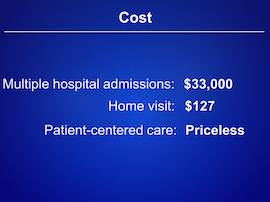 Cost
Multiple hospital admissions: $33,000
Home visit: $127
Patient-centered care: Priceless